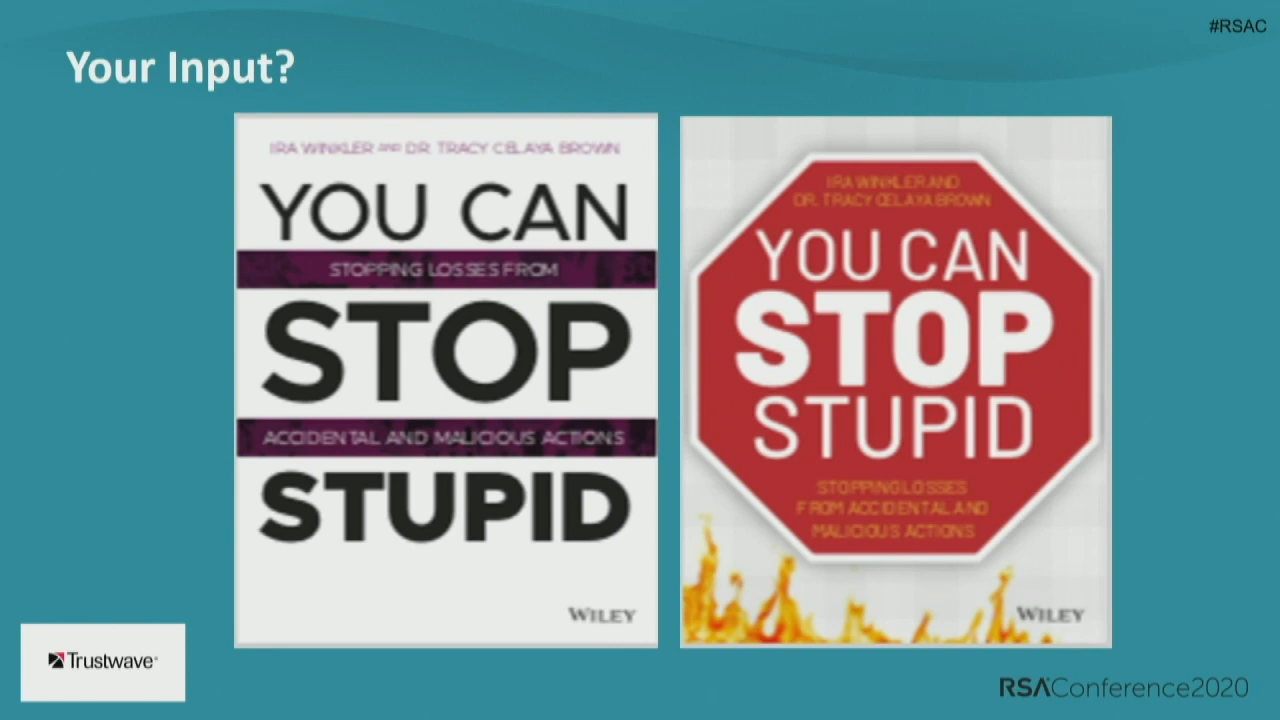 #RSAC
Your Input?
IRA WINKLER AND DR. TRACY CELAYA BROWN
YOU CAN
STOPPING LOSSES FROM
STOP
ACCIDENTAL AND MALICIOUS ACTIONS
STUPID
WILEY
IRA WINKLER AND
DR. TRACY CELAYA BROWN
YOU CAN
STOP
STUPID
STOPPING LOSSES
FROM ACCIDENTAL AND
MALICIOUS ACTIONS
WILEY
Trustwave
RSAConference2020